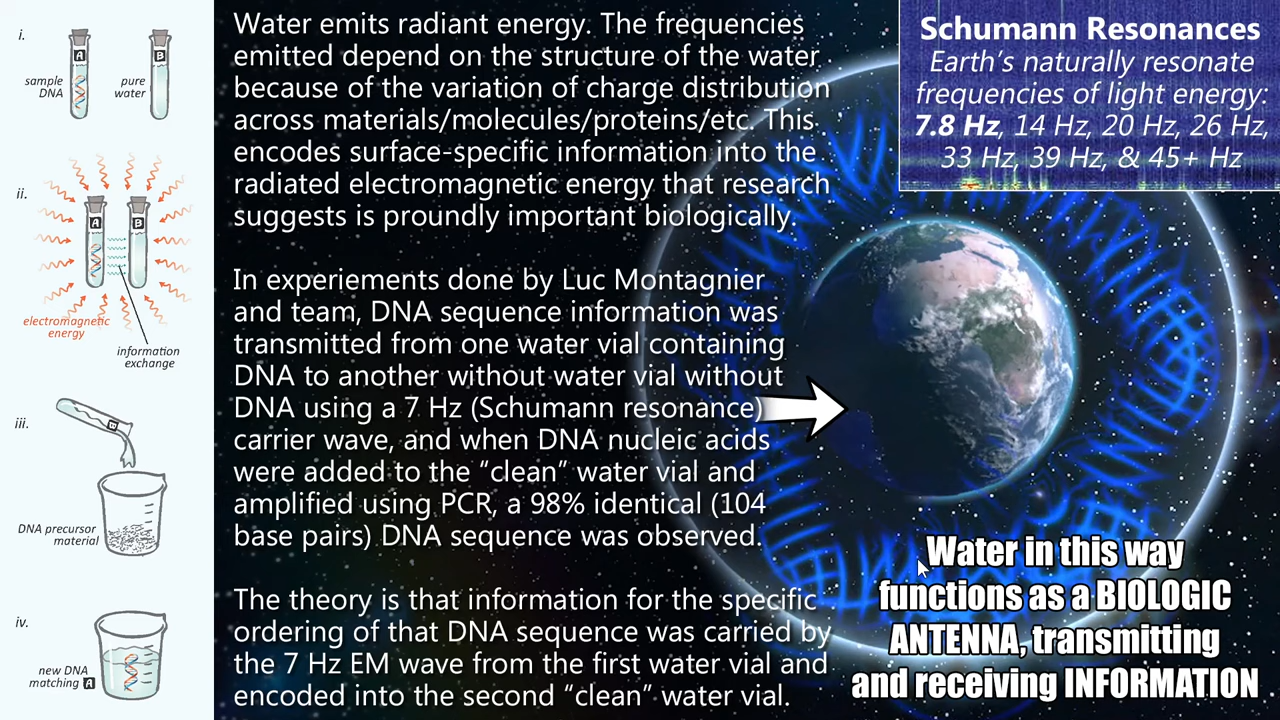 i.
A
B
sample
DNA
pure
water
ii.
A
B
electromagnetic
energy
information
exchange
iii.
B
DNA precursor
material
iv.
new DNA
matching A
Water emits radiant energy. The frequencies
emitted depend on the structure of the water
because of the variation of charge distribution
across materials/molecules/proteins/etc. This
encodes surface-specific information into the
radiated electromagnetic energy that research
suggests is proundly important biologically.
In experiements done by Luc Montagnier
and team, DNA sequence information was
transmitted from one water vial containing
DNA to another without water vial without
DNA using a 7 Hz (Schumann resonance)
carrier wave, and when DNA nucleic acids
were added to the “clean” water vial and
amplified using PCR, a 98% identical (104
base pairs) DNA sequence was observed.
The theory is that information for the specific
ordering of that DNA sequence was carried by
the 7 Hz EM wave from the first water vial and
encoded into the second “clean” water vial.
Schumann Resonances
Earth’s naturally resonate
frequencies of light energy:
7.8 Hz, 14 Hz, 20 Hz, 26 Hz,
33 Hz, 39 Hz, & 45+ Hz
Water in this way
functions as a BIOLOGIC
ANTENNA, transmitting
and receiving INFORMATION